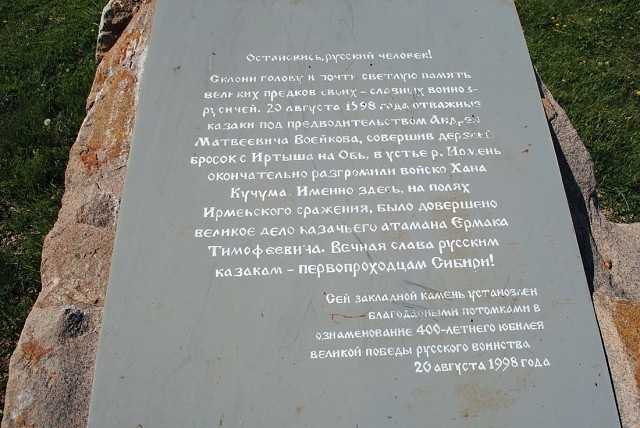 Остановись, русский человек!
Склони голову и почти светлую память
великих предков своих - славных воинов-
русичей. 20 августа 1598 года отважные
казаки под предводительством Андрея
Матвеевича Воейкова, совершив дерзкий
бросок с Иртыша на Обь, в устье р. Ирмень
окончательно разгромили войско Хана
Кучума. Именно здесь, на полях
Ирменского сражения, было довершено
великое дело казачьего атамана Ермака
Тимофеевича. Вечная слава русским
казакам - первопроходцам Сибири!
Сей закладной камень установлен
благодарными потомками в
ознаменование 400-летнего юбилея
великой победы русского воинства
20 августа 1998 года